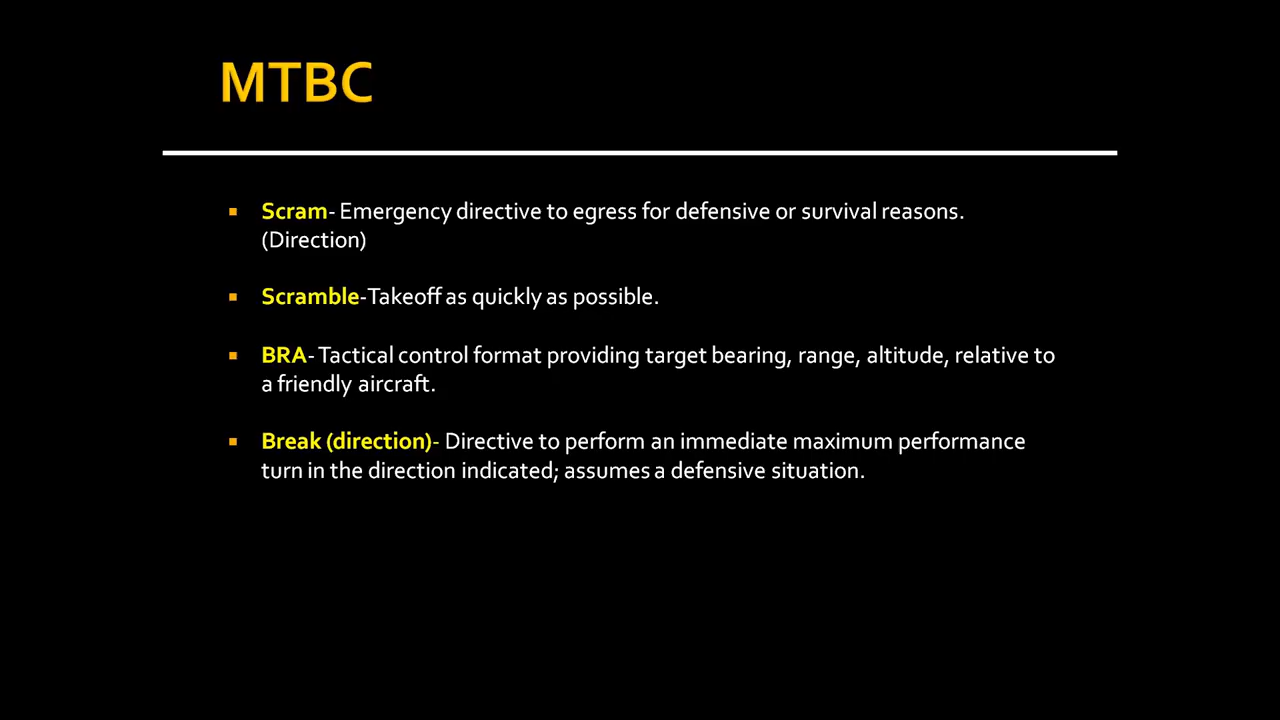 MTBC
Scram- Emergency directive to egress for defensive or survival reasons.
(Direction)
Scramble-Takeoff as quickly as possible.
BRA- Tactical control format providing target bearing, range, altitude, relative to
a friendly aircraft.
Break (direction)- Directive to perform an immediate maximum performance
turn in the direction indicated; assumes a defensive situation.